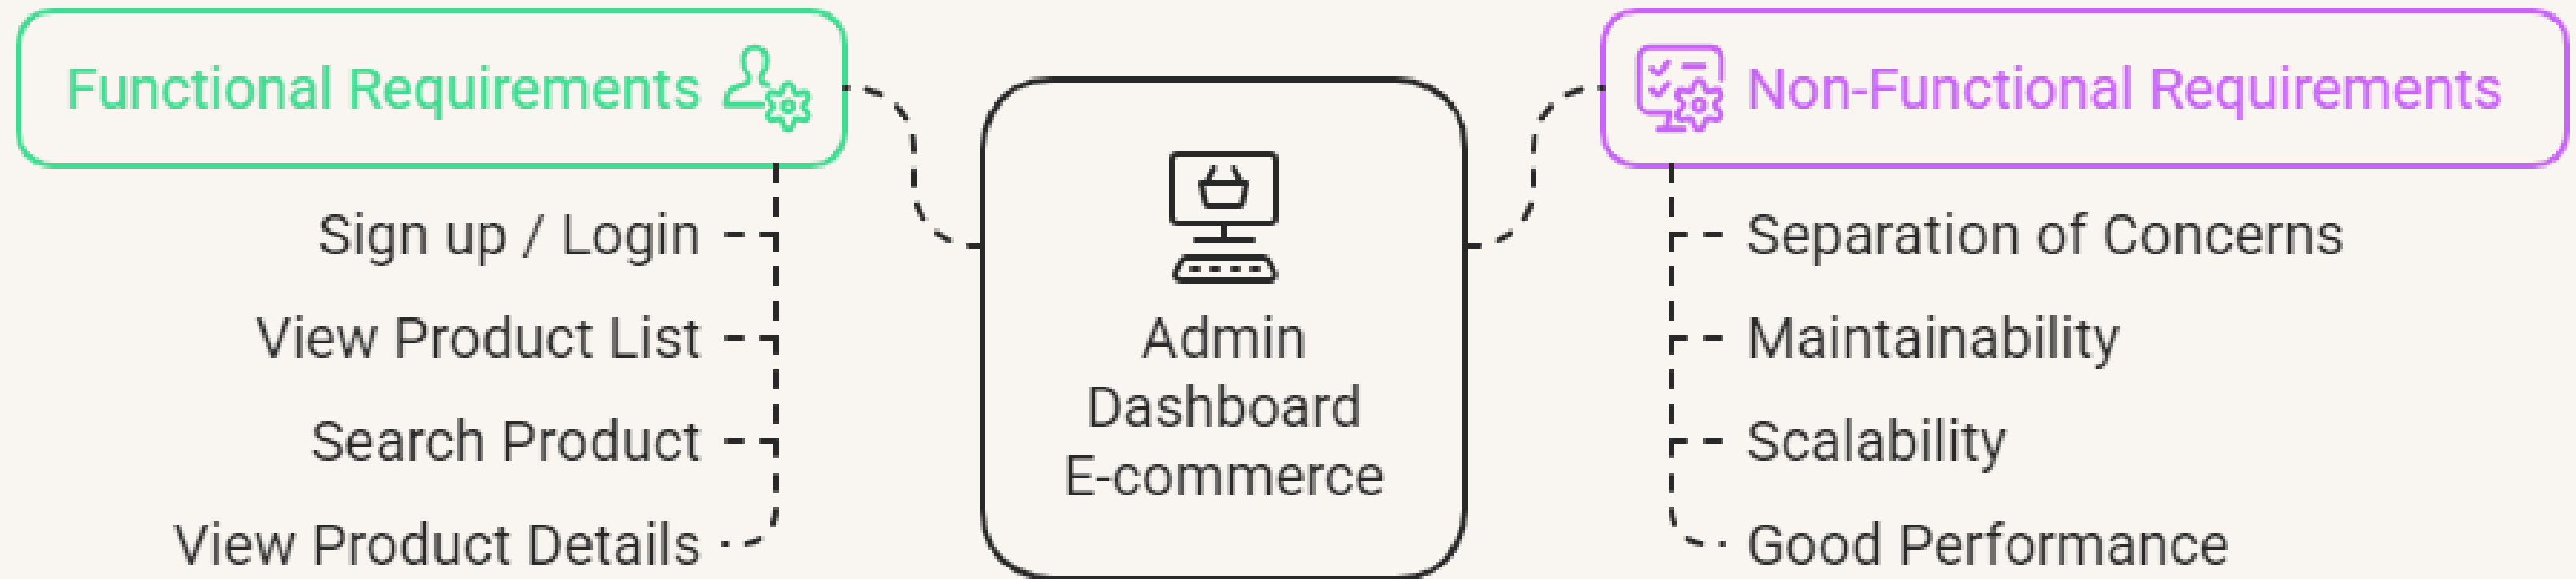 Functional Requirements
Sign up / Login
View Product List
Search Product
View Product Details
Admin
Dashboard
E-commerce
Non-Functional Requirements
Separation of Concerns
Maintainability
Scalability
Good Performance